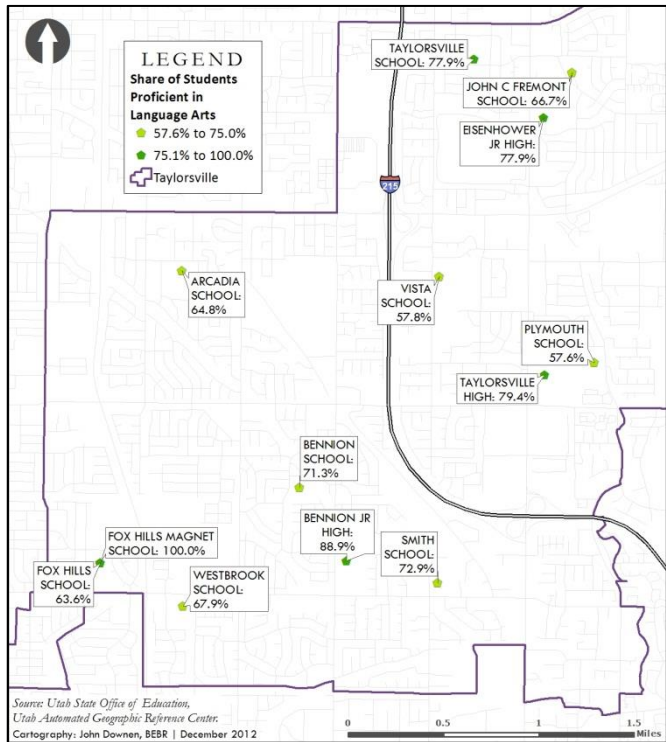 LEGEND
Share of Students
Proficient in
Language Arts
57.6% to 75.0%
75.1% to 100.0%
Taylorsville
TAYLORSVILLE
SCHOOL: 77.9%
JOHN C FREMONT
SCHOOL: 66.7%
EISENHOWER
JR HIGH:
77.9%
215
ARCADIA
SCHOOL:
64.8%
VISTA
SCHOOL:
57.8%
PLYMOUTH
SCHOOL:
57.6%
TAYLORSVILLE
HIGH: 79.4%
BENNION
SCHOOL:
71.3%
FOX HILLS MAGNET
SCHOOL: 100.0%
BENNION JR
HIGH:
88.9%
SMITH
SCHOOL:
72.9%
FOX HILLS
SCHOOL:
63.6%
WESTBROOK
SCHOOL:
67.9%
Source: Utah State Office of Education,
Utah Automated Geographic Reference Center.
Cartography: John Downen, BEBR | December 2012
0 0.5 1 1.5
Miles